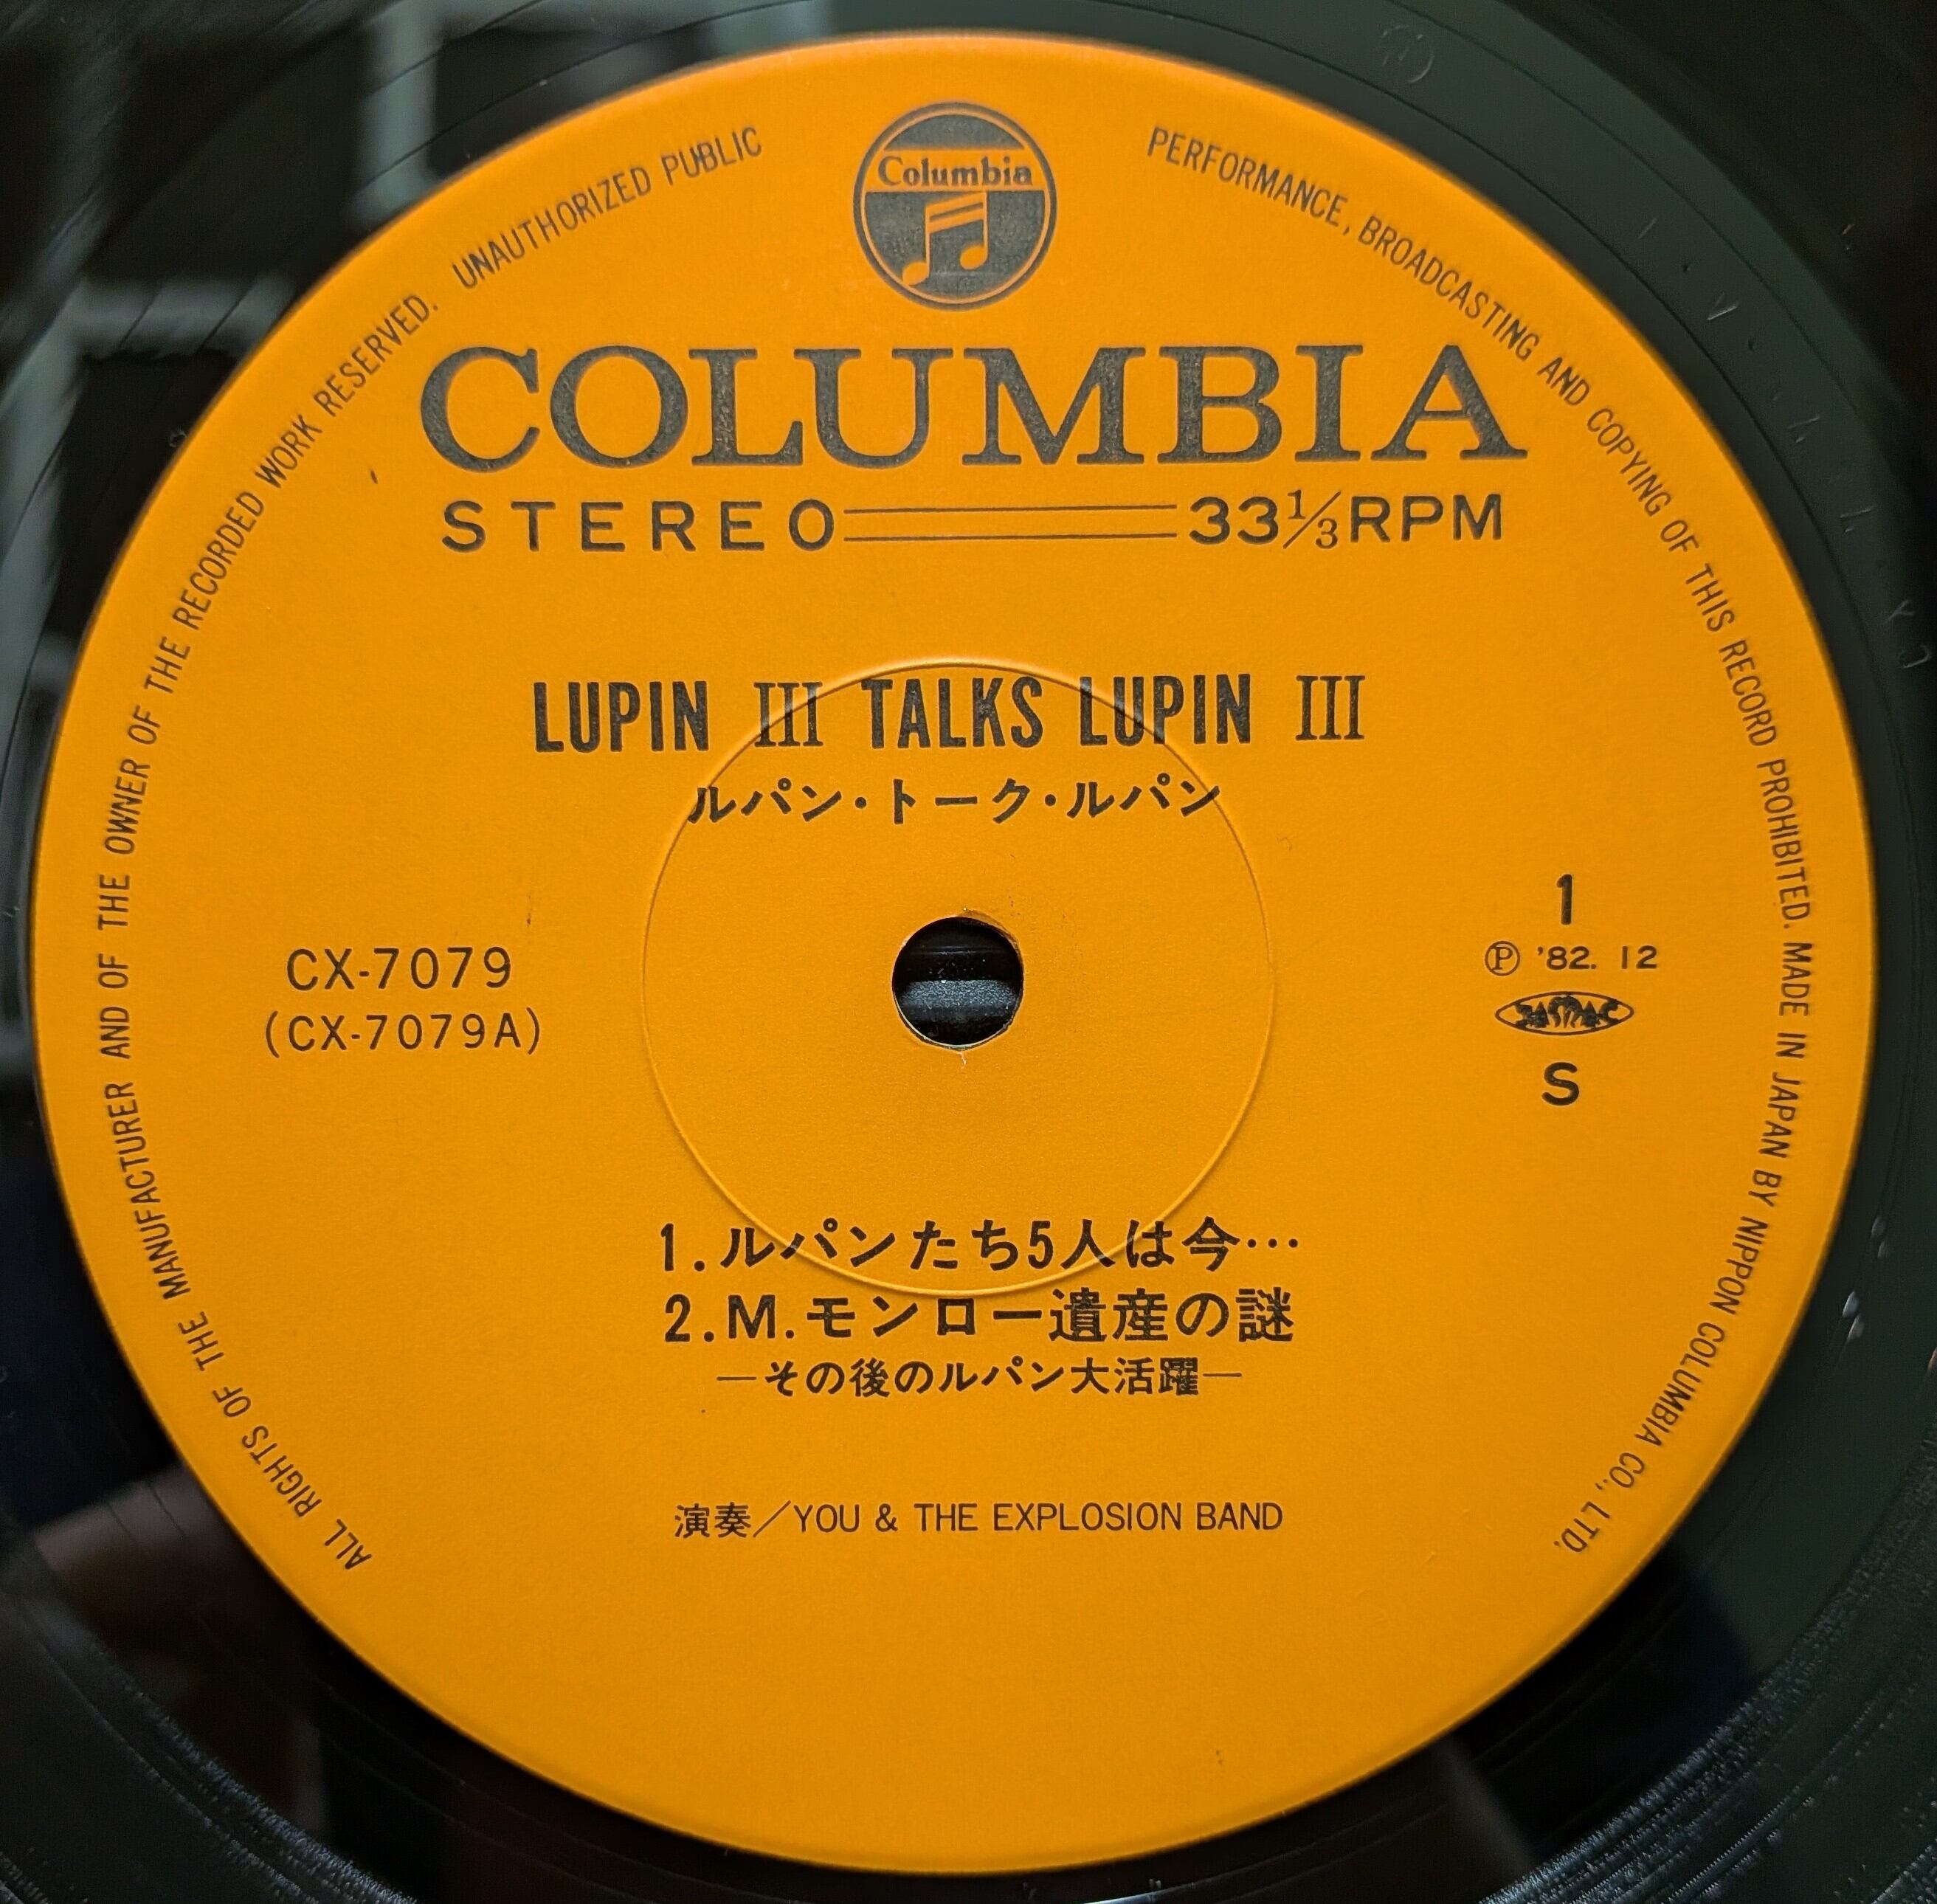 ALL RIGHTS OF THE MANUFACTURER AND OF THE OWNER OF THE RECORDED WORK RESERVED. UNAUTHORIZED PUBLIC PERFORMANCE, BROADCASTING AND COPYING OF THIS RECORD PROHIBITED. MADE IN JAPAN BY NIPPON COLUMBIA CO., LTD.
Columbia
COLUMBIA
STEREO 33⅓RPM
LUPIN III TALKS LUPIN III
ルパン・トーク・ルパン
CX-7079
(CX-7079A)
1
Ⓟ '82. 12
JASRAC
S
1.ルパンたち5人は今…
2.M.モンロー遺産の謎
—その後のルパン大活躍—
演奏／YOU & THE EXPLOSION BAND